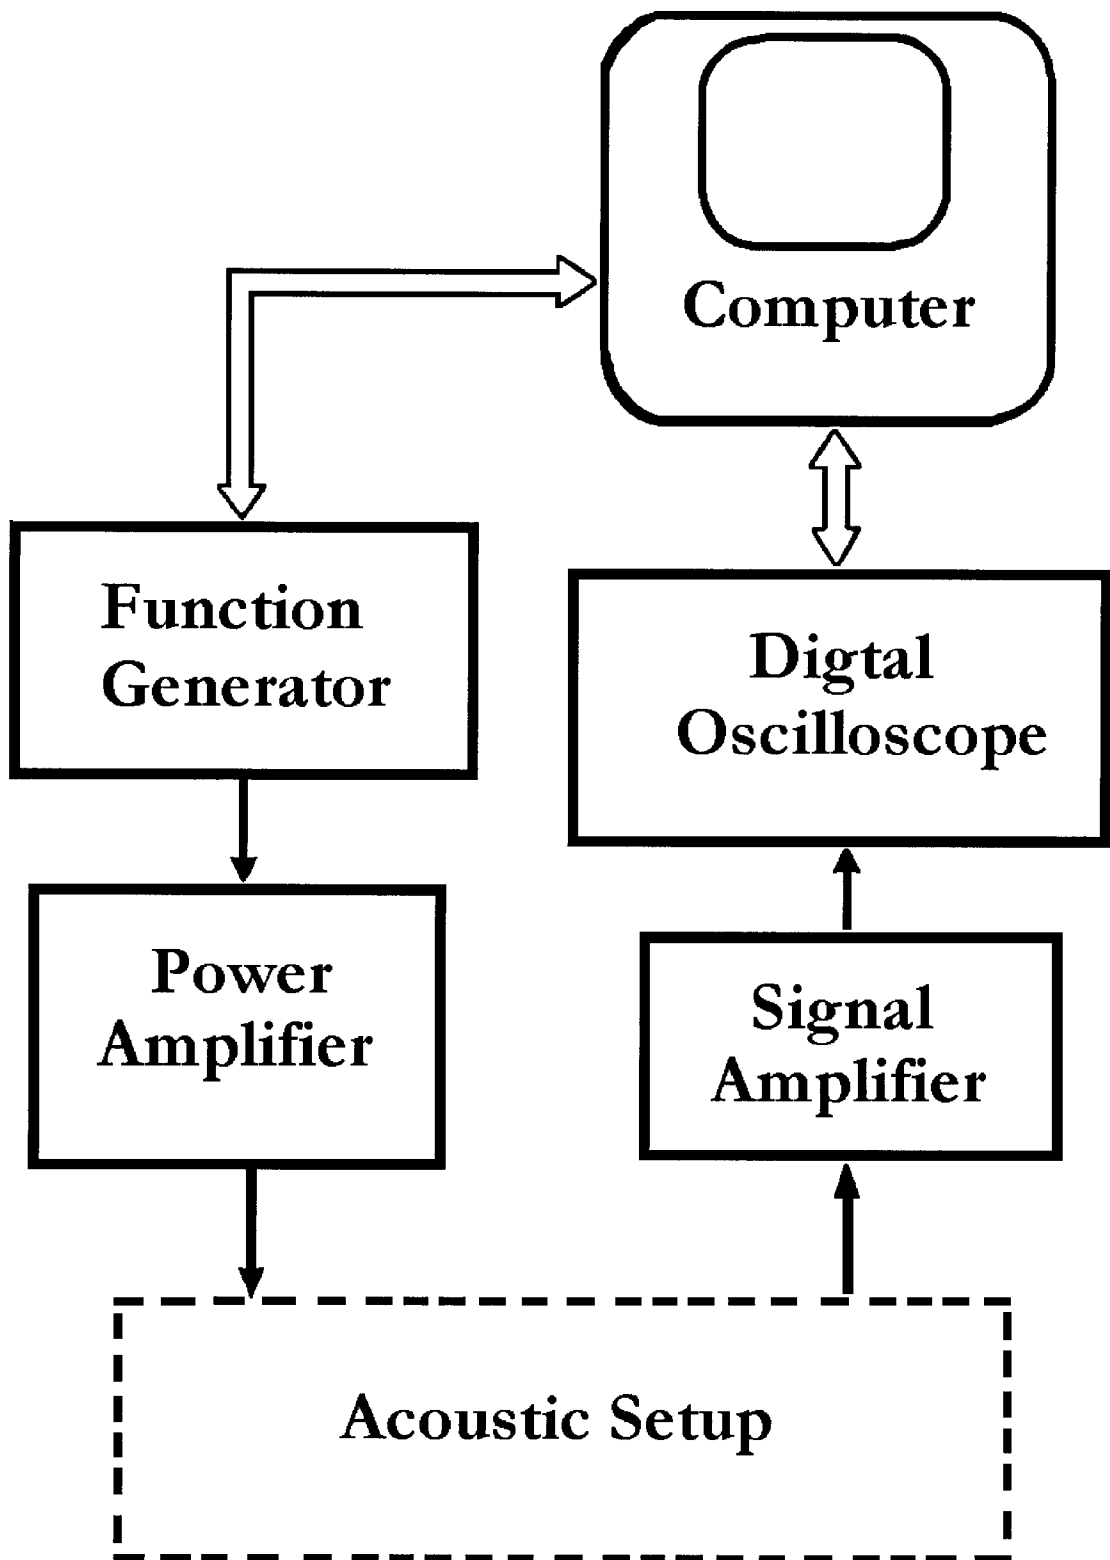 Computer
Function
Generator
Digtal
Oscilloscope
Power
Amplifier
Signal
Amplifier
Acoustic Setup